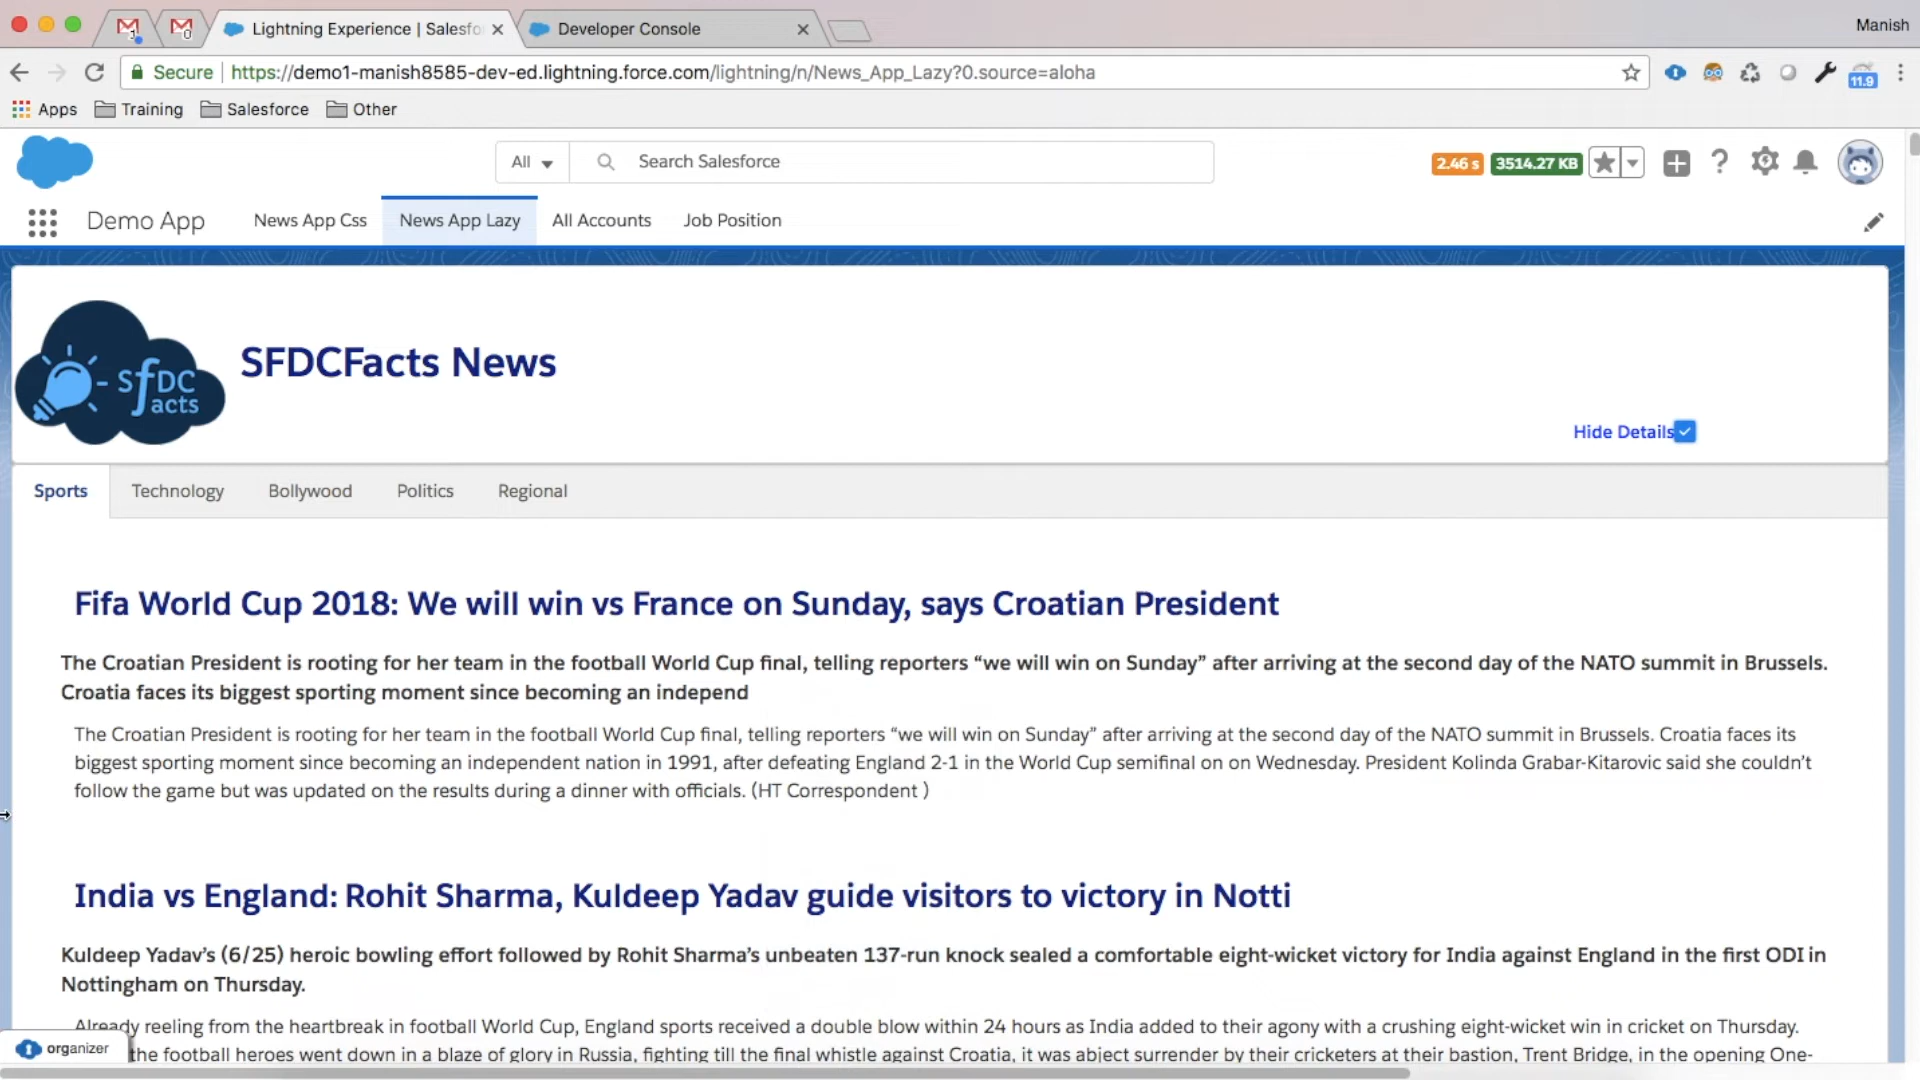 Lightning Experience | Salesfo
Developer Console
Manish
Secure
https://demo1-manish8585-dev-ed.lightning.force.com/lightning/n/News_App_Lazy?0.source=aloha
11.9
Apps
Training
Salesforce
Other
All
Search Salesforce
2.46 s
3514.27 KB
Demo App
News App Css
News App Lazy
All Accounts
Job Position
sfDC
acts
SFDCFacts News
Hide Details
Sports
Technology
Bollywood
Politics
Regional
Fifa World Cup 2018: We will win vs France on Sunday, says Croatian President
The Croatian President is rooting for her team in the football World Cup final, telling reporters “we will win on Sunday” after arriving at the second day of the NATO summit in Brussels.
Croatia faces its biggest sporting moment since becoming an independ
The Croatian President is rooting for her team in the football World Cup final, telling reporters “we will win on Sunday” after arriving at the second day of the NATO summit in Brussels. Croatia faces its
biggest sporting moment since becoming an independent nation in 1991, after defeating England 2-1 in the World Cup semifinal on on Wednesday. President Kolinda Grabar-Kitarovic said she couldn’t
follow the game but was updated on the results during a dinner with officials. (HT Correspondent )
India vs England: Rohit Sharma, Kuldeep Yadav guide visitors to victory in Notti
Kuldeep Yadav’s (6/25) heroic bowling effort followed by Rohit Sharma’s unbeaten 137-run knock sealed a comfortable eight-wicket victory for India against England in the first ODI in
Nottingham on Thursday.
Already reeling from the heartbreak in football World Cup, England sports received a double blow within 24 hours as India added to their agony with a crushing eight-wicket win in cricket on Thursday.
organizer
the football heroes went down in a blaze of glory in Russia, fighting till the final whistle against Croatia, it was abject surrender by their cricketers at their bastion, Trent Bridge, in the opening One-